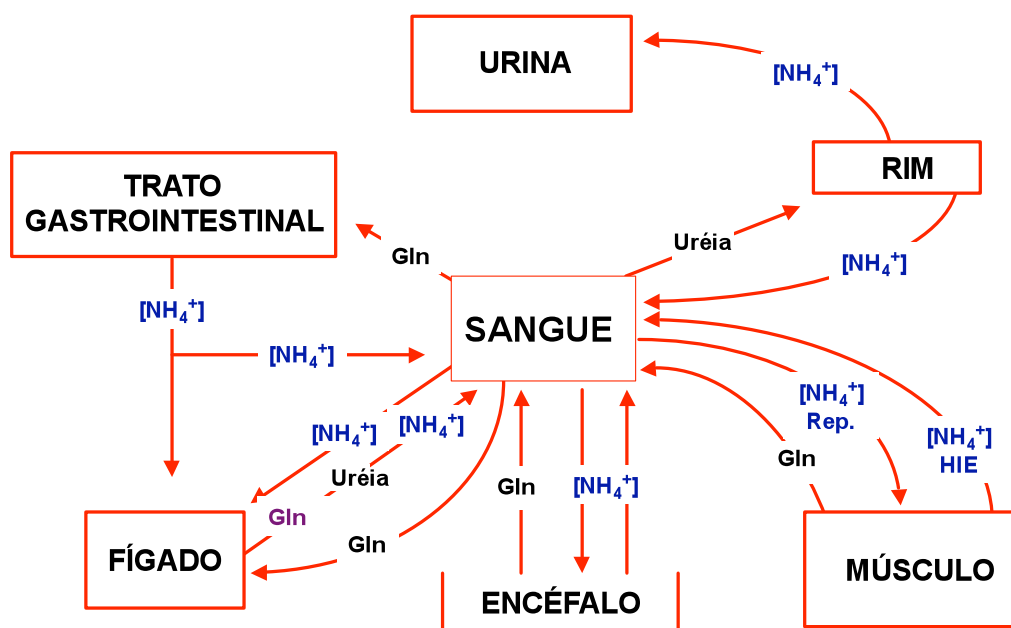 URINA
[NH4+]
RIM
TRATO
GASTROINTESTINAL
Gln
Uréia
[NH4+]
[NH4+]
SANGUE
[NH4+]
[NH4+]
Rep.
[NH4+]
HIE
[NH4+]
[NH4+]
Uréia
Gln
Gln
Gln
[NH4+]
Gln
FÍGADO
ENCÉFALO
MÚSCULO